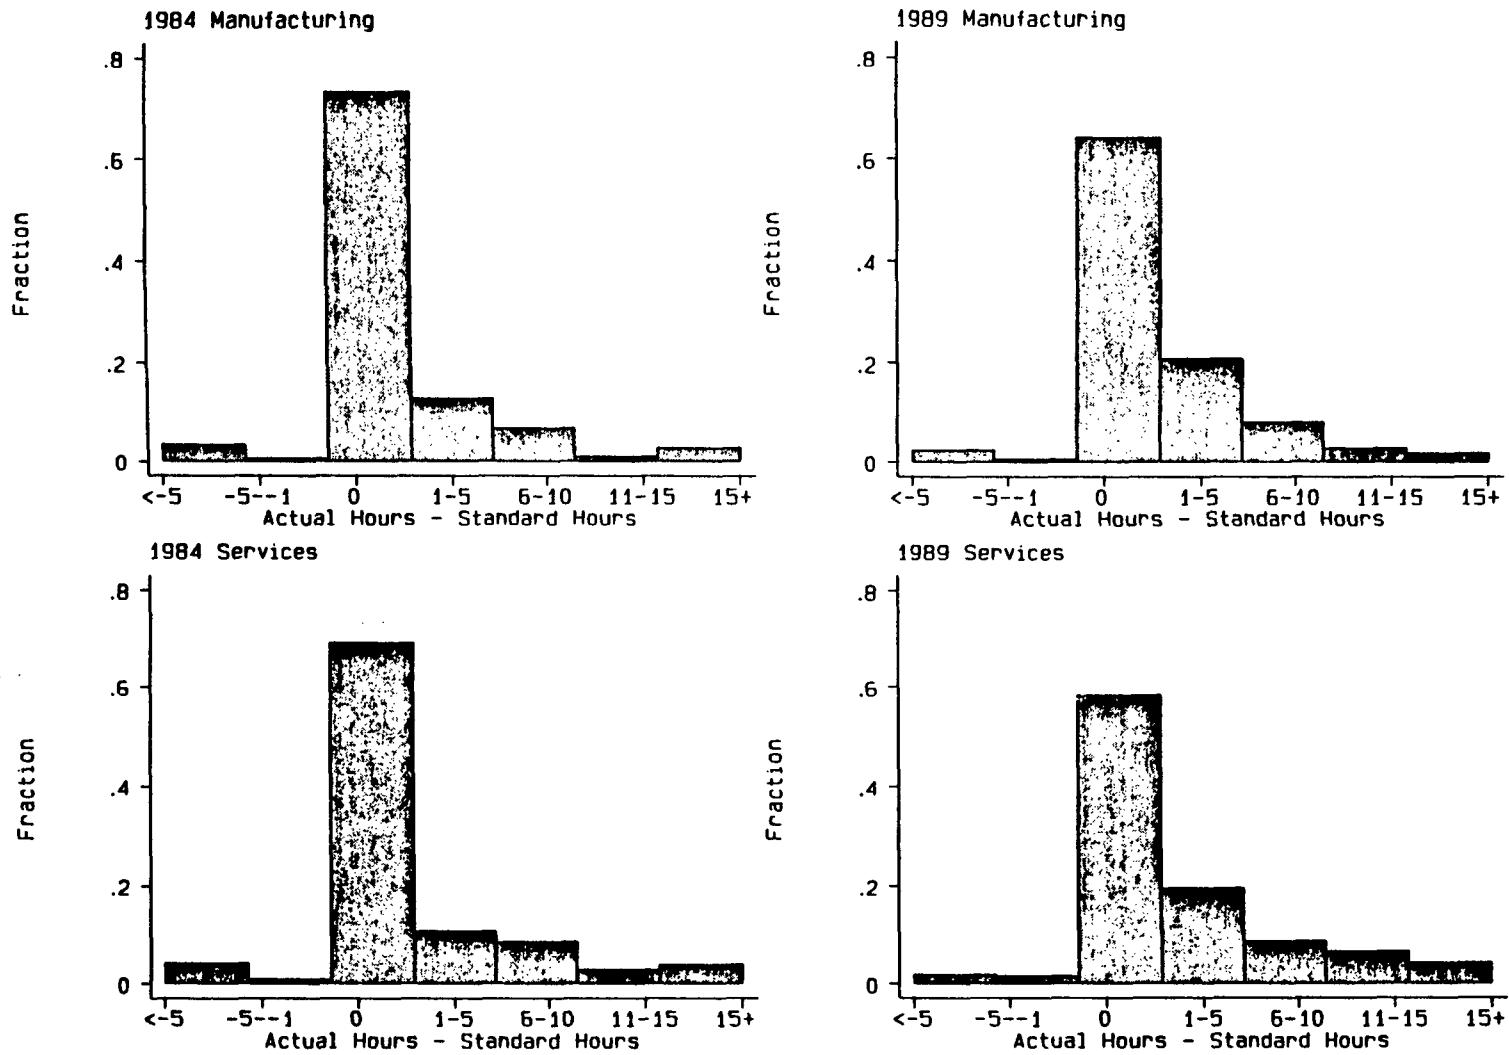 1984 Manufacturing
.8
.6
.4
.2
0
Fraction
<-5 -5--1 0 1-5 6-10 11-15 15+
Actual Hours - Standard Hours
1989 Manufacturing
.8
.6
.4
.2
0
Fraction
<-5 -5--1 0 1-5 6-10 11-15 15+
Actual Hours - Standard Hours
1984 Services
.8
.6
.4
.2
0
Fraction
<-5 -5--1 0 1-5 6-10 11-15 15+
Actual Hours - Standard Hours
1989 Services
.8
.6
.4
.2
0
Fraction
<-5 -5--1 0 1-5 6-10 11-15 15+
Actual Hours - Standard Hours